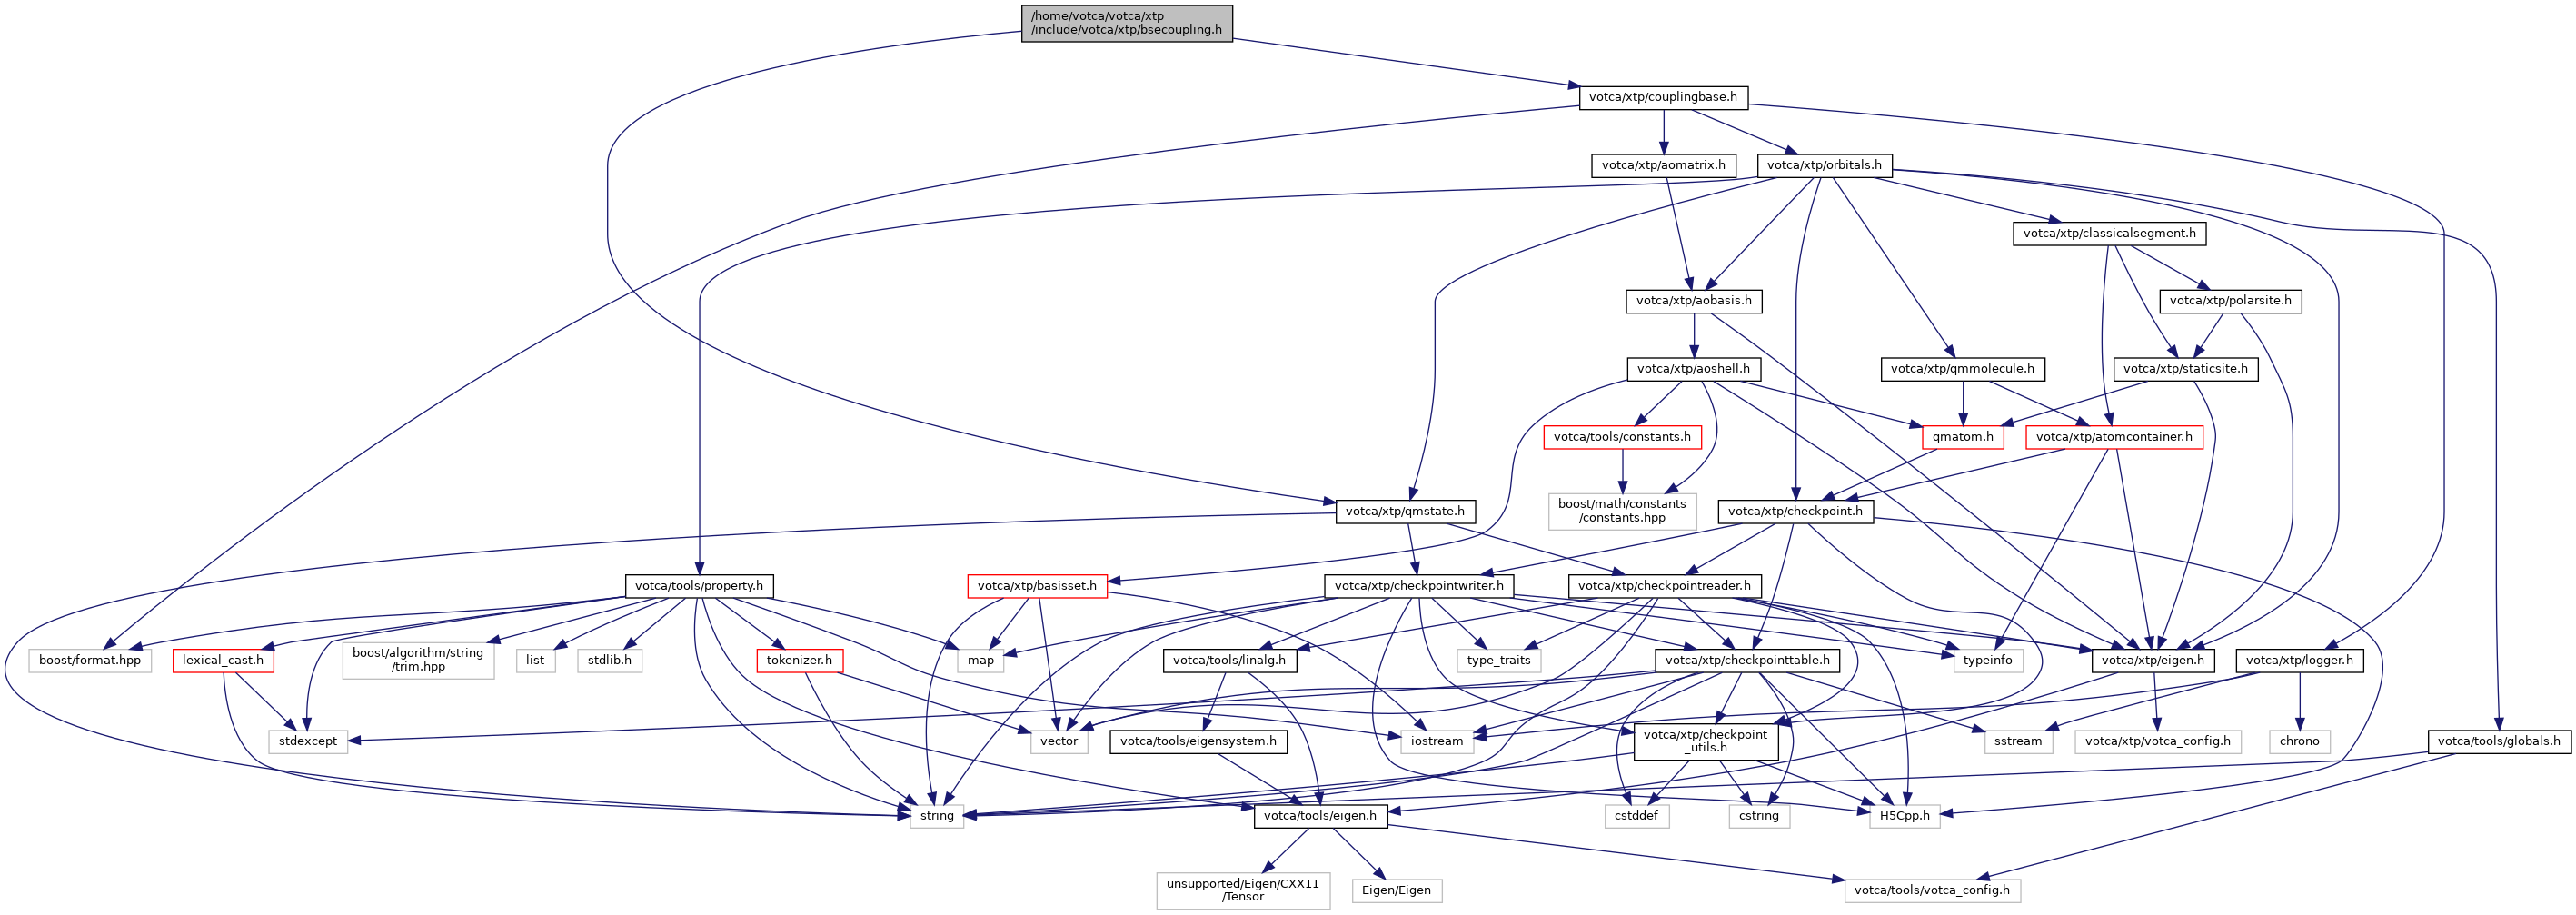 /home/votca/votca/xtp
/include/votca/xtp/bsecoupling.h
votca/xtp/couplingbase.h
votca/xtp/aomatrix.h
votca/xtp/orbitals.h
votca/xtp/classicalsegment.h
votca/xtp/aobasis.h
votca/xtp/polarsite.h
votca/xtp/aoshell.h
votca/xtp/qmmolecule.h
votca/xtp/staticsite.h
votca/tools/constants.h
qmatom.h
votca/xtp/atomcontainer.h
votca/xtp/qmstate.h
boost/math/constants
/constants.hpp
votca/xtp/checkpoint.h
votca/tools/property.h
votca/xtp/basisset.h
votca/xtp/checkpointwriter.h
votca/xtp/checkpointreader.h
boost/format.hpp
lexical_cast.h
boost/algorithm/string
/trim.hpp
list
stdlib.h
tokenizer.h
map
votca/tools/linalg.h
type_traits
votca/xtp/checkpointtable.h
typeinfo
votca/xtp/eigen.h
votca/xtp/logger.h
stdexcept
vector
votca/tools/eigensystem.h
iostream
votca/xtp/checkpoint
_utils.h
sstream
votca/xtp/votca_config.h
chrono
votca/tools/globals.h
string
votca/tools/eigen.h
cstddef
cstring
H5Cpp.h
unsupported/Eigen/CXX11
/Tensor
Eigen/Eigen
votca/tools/votca_config.h